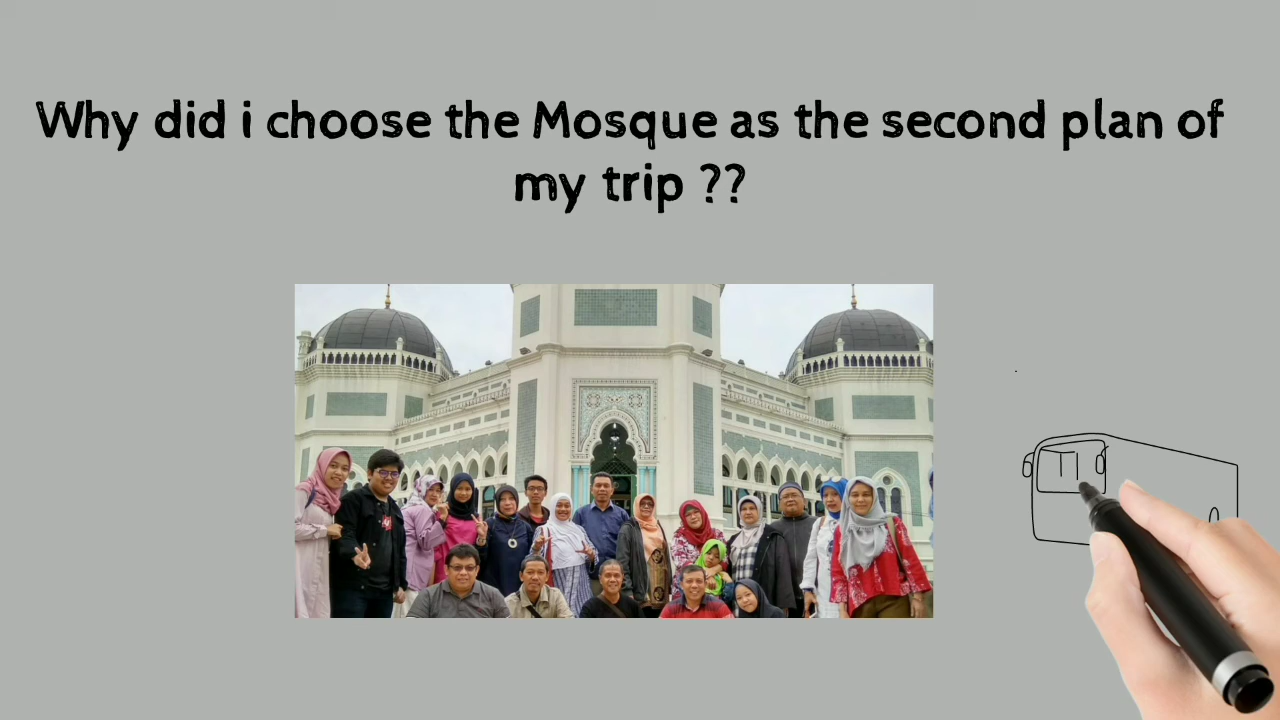 Why did i choose the Mosque as the second plan of
my trip ??